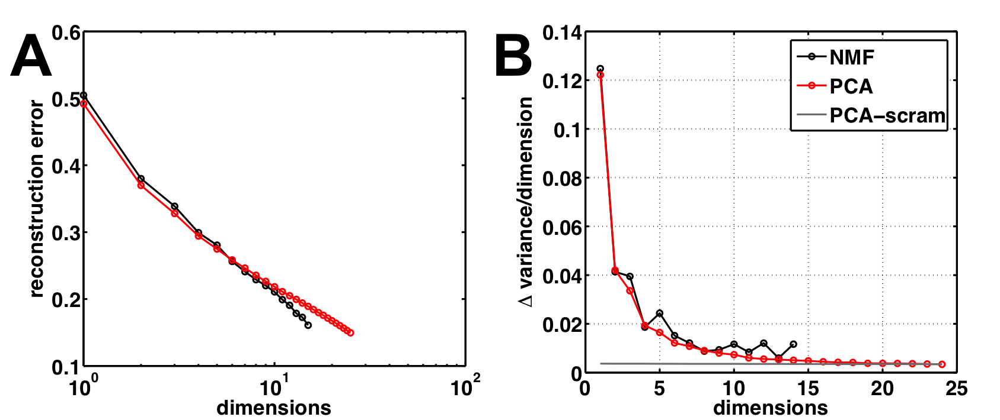 A
0.6
0.5
0.4
0.3
0.2
0.1
reconstruction error
10^0
10^1
10^2
dimensions
B
0.14
0.12
0.1
0.08
0.06
0.04
0.02
0
Δ variance/dimension
NMF
PCA
PCA−scram
0 5 10 15 20 25
dimensions